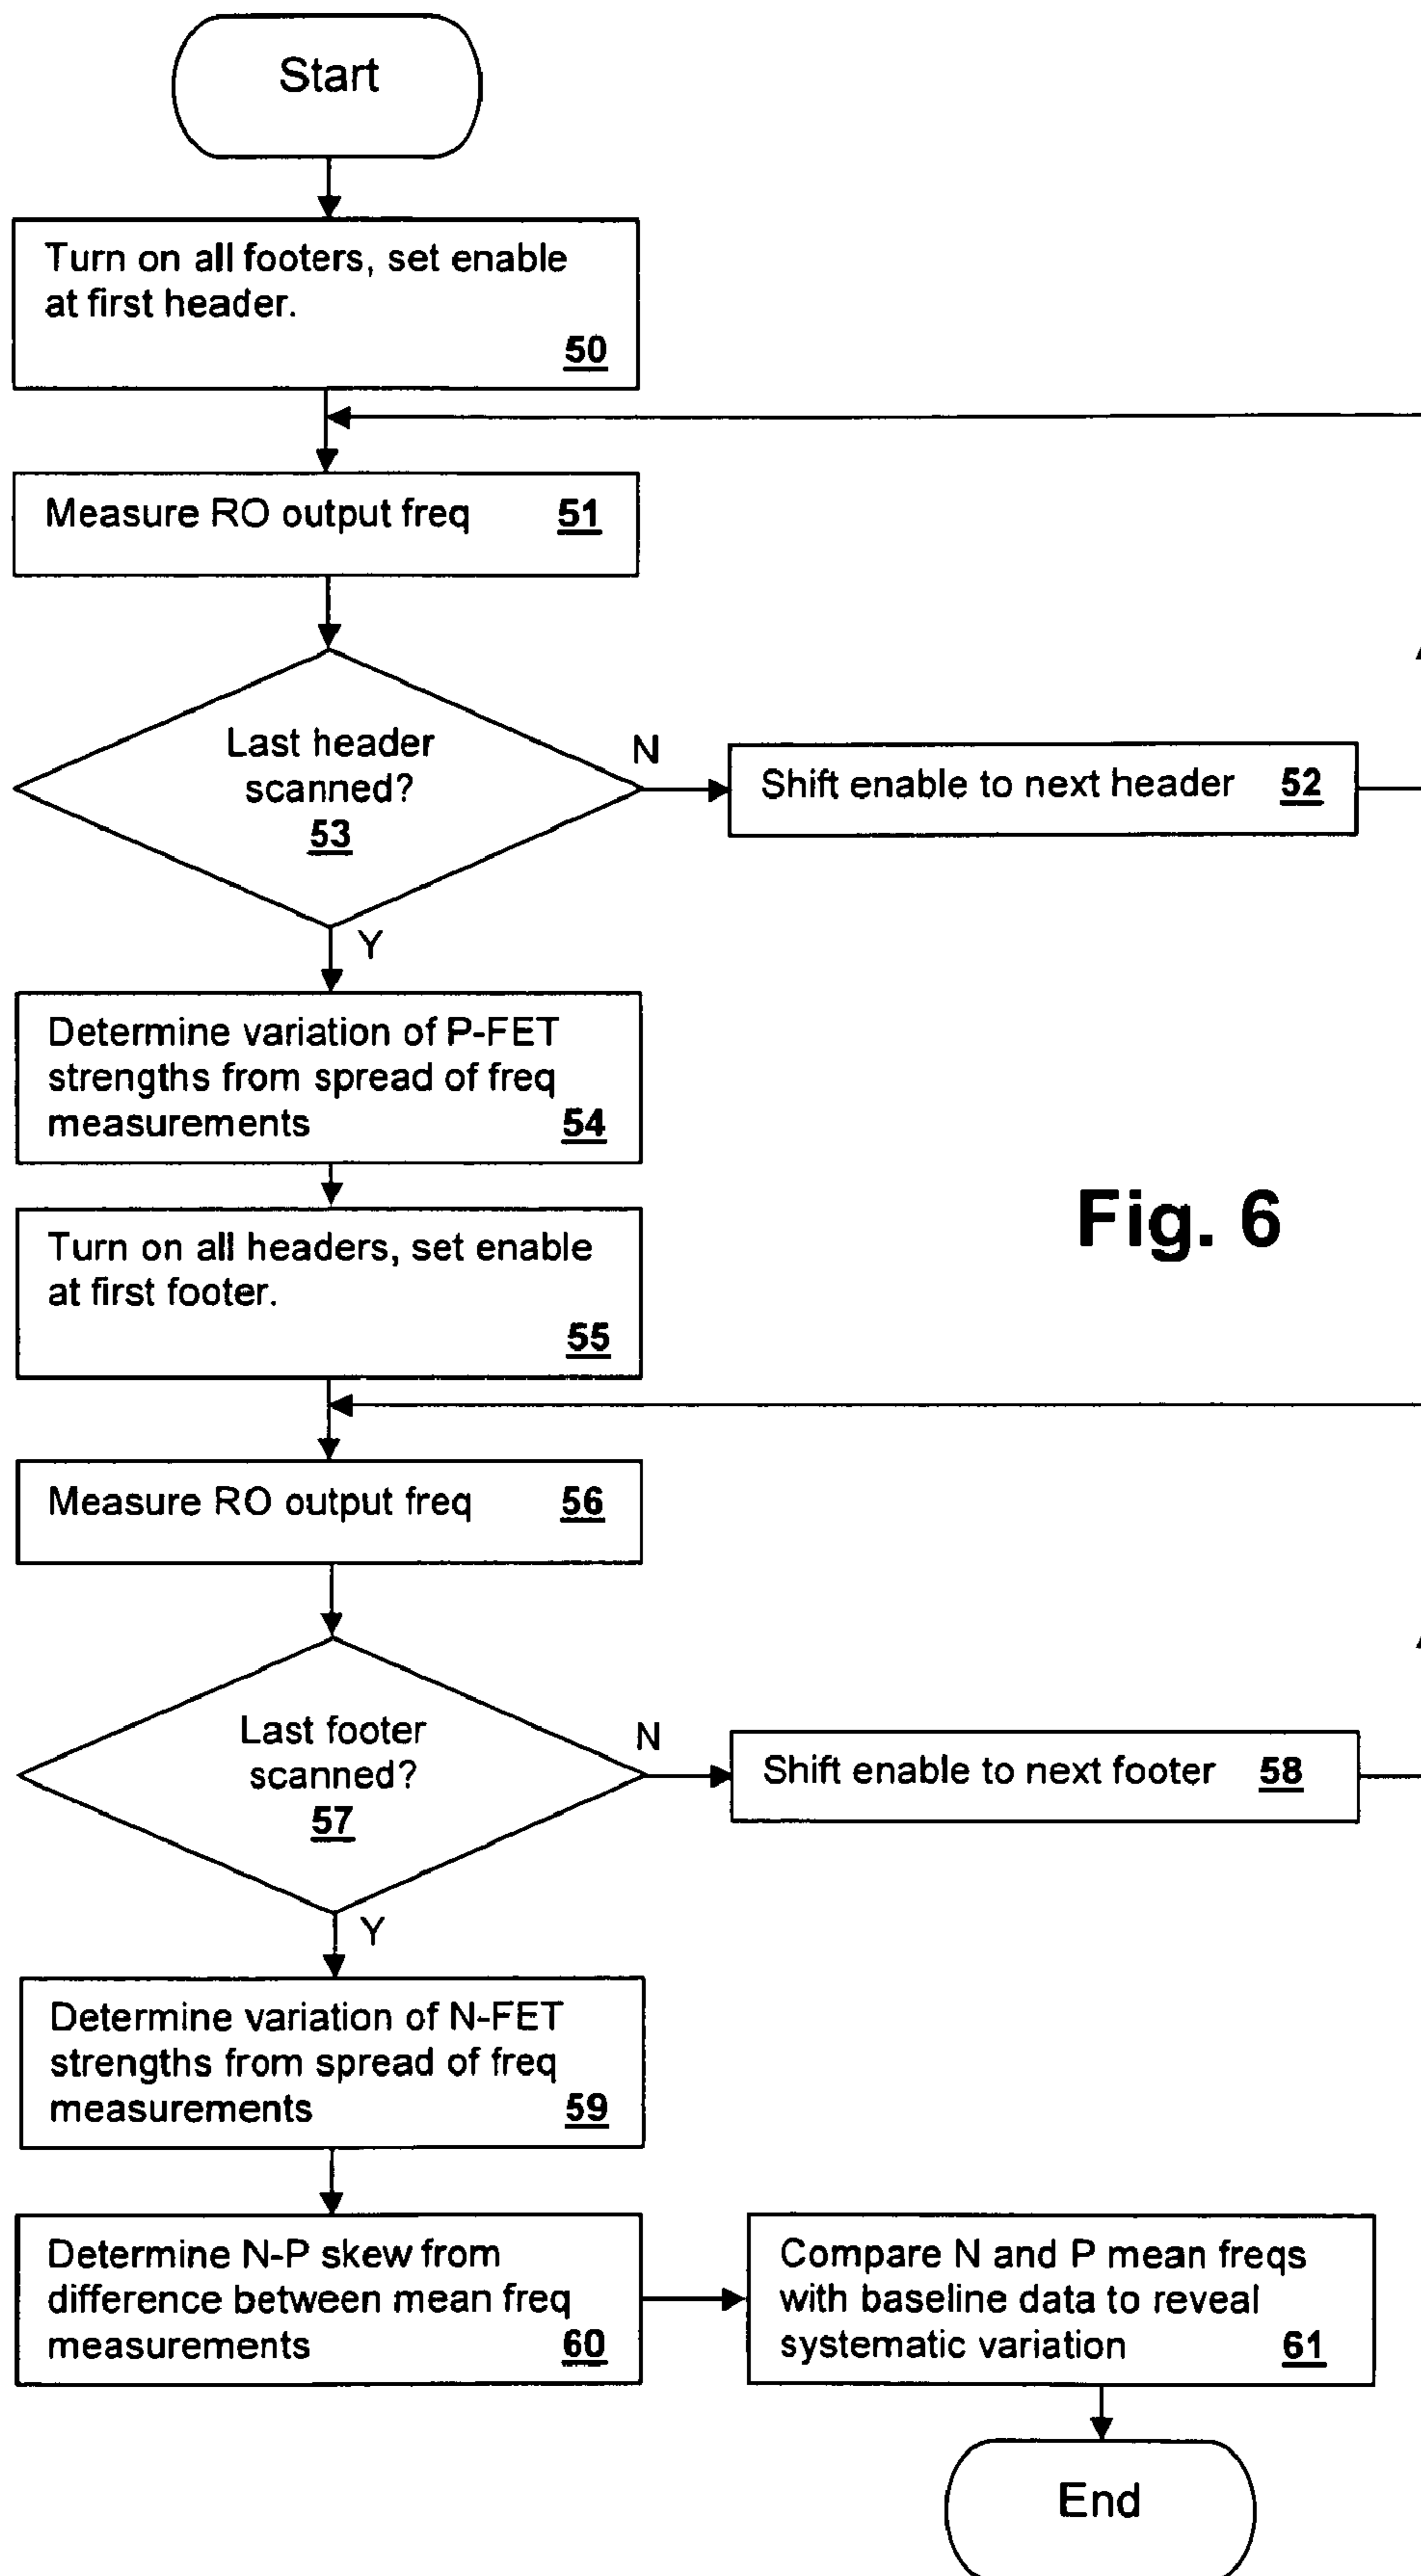 Start
Turn on all footers, set enable
at first header.
50
Measure RO output freq 51
Last header
scanned?
53
N
Shift enable to next header 52
Y
Determine variation of P-FET
strengths from spread of freq
measurements 54
Turn on all headers, set enable
at first footer.
55
Fig. 6
Measure RO output freq 56
Last footer
scanned?
57
N
Shift enable to next footer 58
Y
Determine variation of N-FET
strengths from spread of freq
measurements 59
Determine N-P skew from
difference between mean freq
measurements 60
Compare N and P mean freqs
with baseline data to reveal
systematic variation 61
End